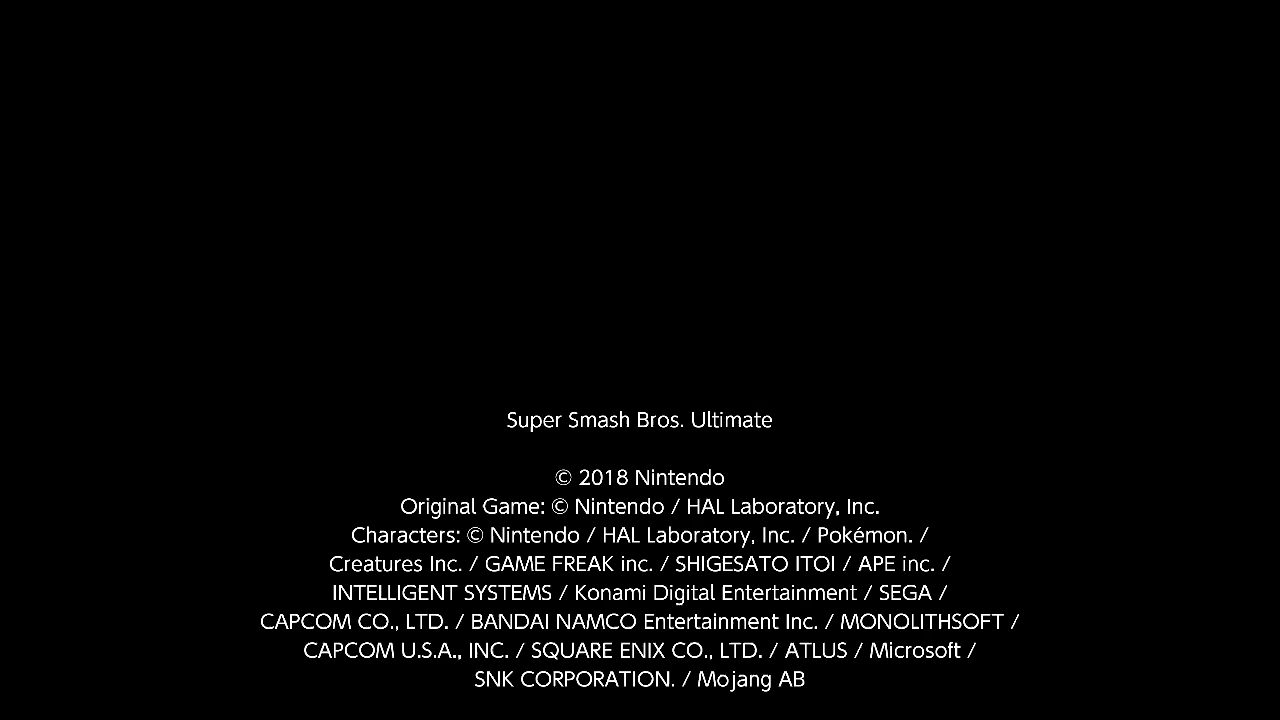 Super Smash Bros. Ultimate
© 2018 Nintendo
Original Game: © Nintendo / HAL Laboratory, Inc.
Characters: © Nintendo / HAL Laboratory, Inc. / Pokémon. /
Creatures Inc. / GAME FREAK inc. / SHIGESATO ITOI / APE inc. /
INTELLIGENT SYSTEMS / Konami Digital Entertainment / SEGA /
CAPCOM CO., LTD. / BANDAI NAMCO Entertainment Inc. / MONOLITHSOFT /
CAPCOM U.S.A., INC. / SQUARE ENIX CO., LTD. / ATLUS / Microsoft /
SNK CORPORATION. / Mojang AB